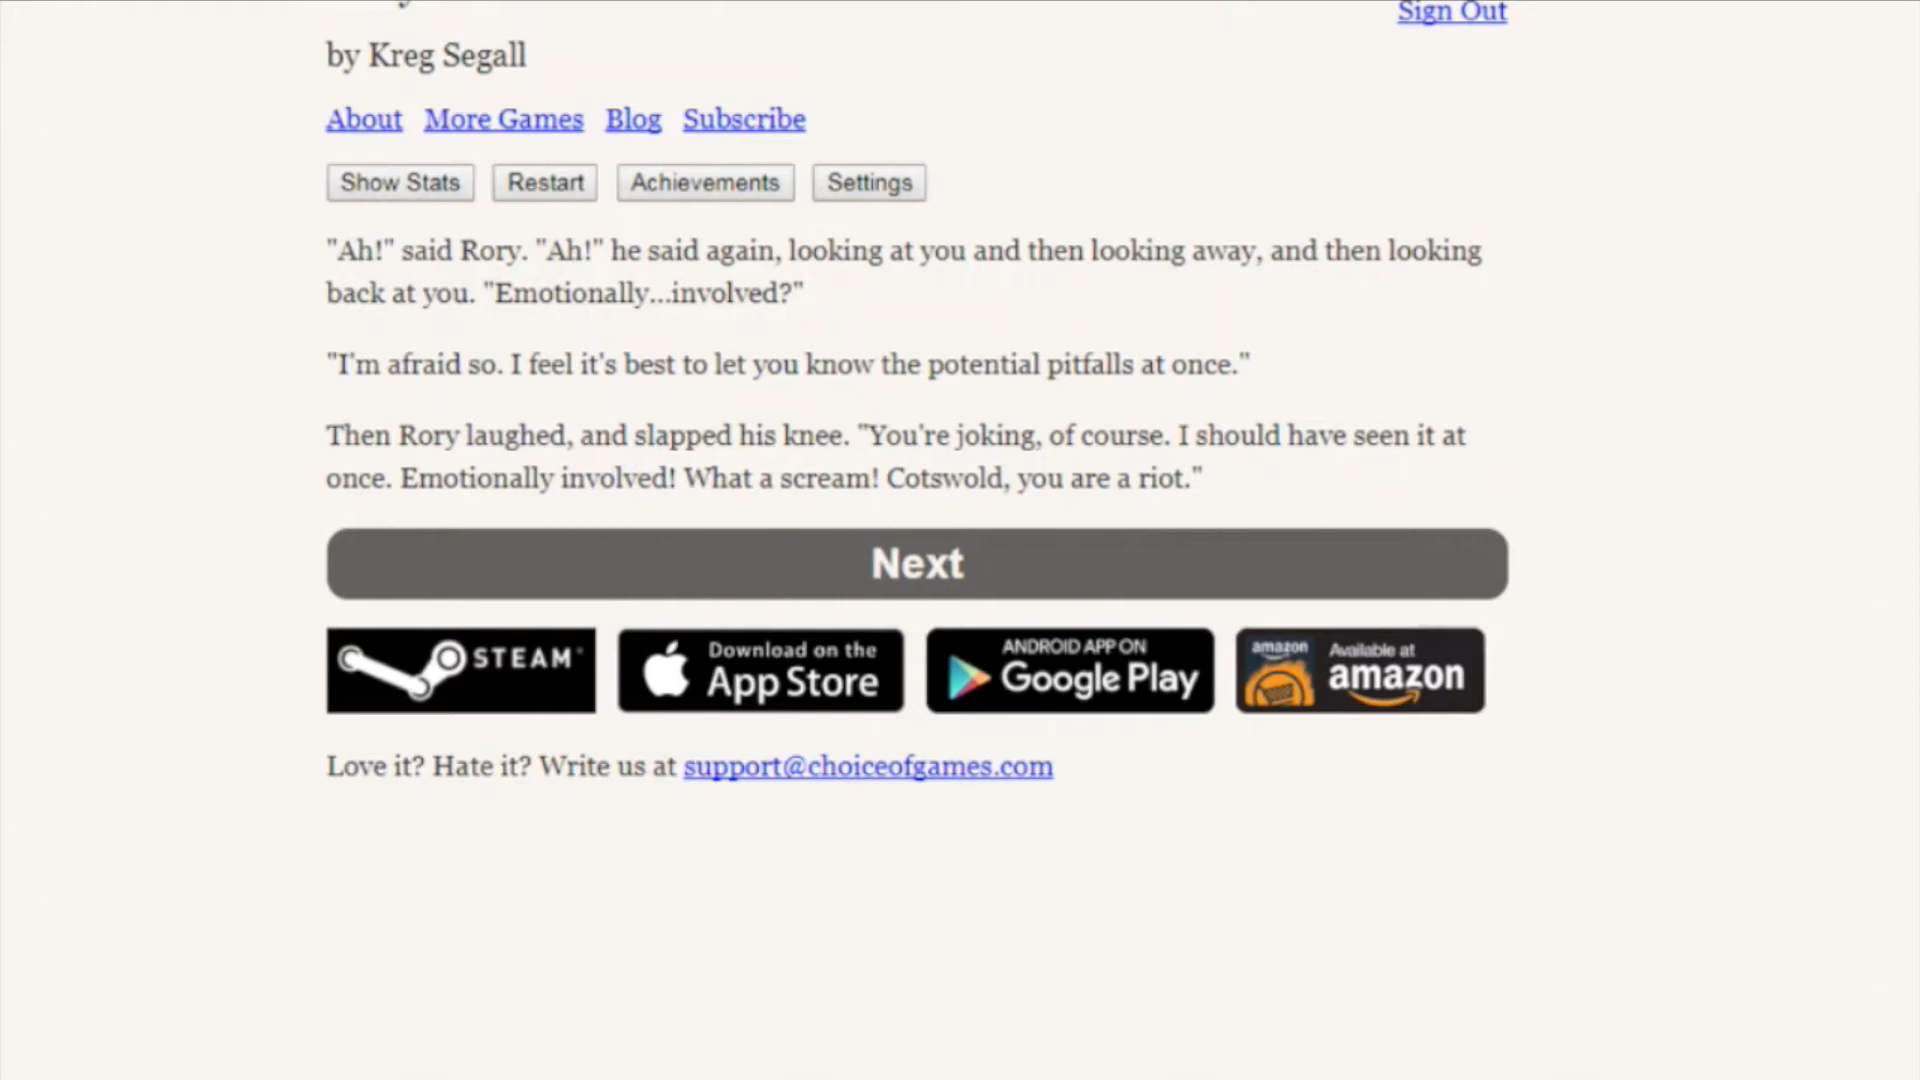 Sign Out
by Kreg Segall
About More Games Blog Subscribe
Show Stats Restart Achievements Settings
"Ah!" said Rory. "Ah!" he said again, looking at you and then looking away, and then looking
back at you. "Emotionally...involved?"
"I'm afraid so. I feel it's best to let you know the potential pitfalls at once."
Then Rory laughed, and slapped his knee. "You're joking, of course. I should have seen it at
once. Emotionally involved! What a scream! Cotswold, you are a riot."
Next
STEAM
Download on the
App Store
ANDROID APP ON
Google Play
amazon
Available at
amazon
Love it? Hate it? Write us at support@choiceofgames.com